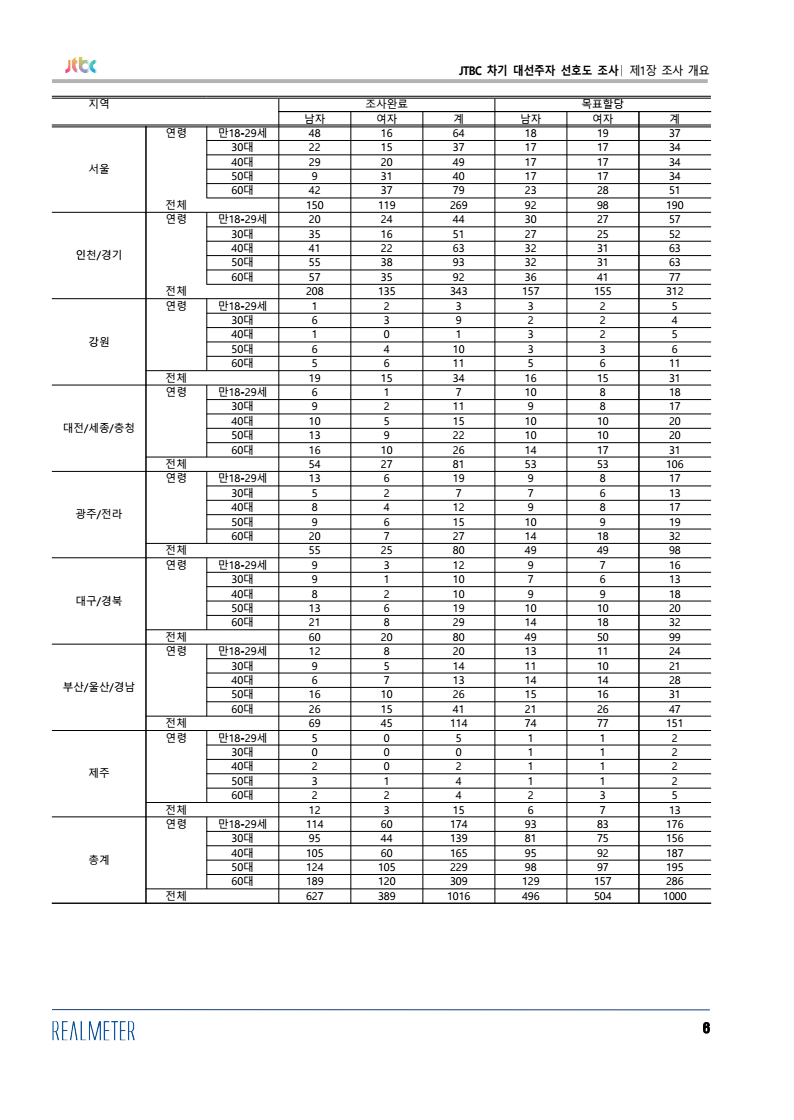 jtbc
JTBC 차기 대선주자 선호도 조사| 제1장 조사 개요
지역 조사완료 목표할당
남자 여자 계 남자 여자 계
서울 연령 만18-29세 48 16 64 18 19 37
30대 22 15 37 17 17 34
40대 29 20 49 17 17 34
50대 9 31 40 17 17 34
60대 42 37 79 23 28 51
전체 150 119 269 92 98 190
인천/경기 연령 만18-29세 20 24 44 30 27 57
30대 35 16 51 27 25 52
40대 41 22 63 32 31 63
50대 55 38 93 32 31 63
60대 57 35 92 36 41 77
전체 208 135 343 157 155 312
강원 연령 만18-29세 1 2 3 3 2 5
30대 6 3 9 2 2 4
40대 1 0 1 3 2 5
50대 6 4 10 3 3 6
60대 5 6 11 5 6 11
전체 19 15 34 16 15 31
대전/세종/충청 연령 만18-29세 6 1 7 10 8 18
30대 9 2 11 9 8 17
40대 10 5 15 10 10 20
50대 13 9 22 10 10 20
60대 16 10 26 14 17 31
전체 54 27 81 53 53 106
광주/전라 연령 만18-29세 13 6 19 9 8 17
30대 5 2 7 7 6 13
40대 8 4 12 9 8 17
50대 9 6 15 10 9 19
60대 20 7 27 14 18 32
전체 55 25 80 49 49 98
대구/경북 연령 만18-29세 9 3 12 9 7 16
30대 9 1 10 7 6 13
40대 8 2 10 9 9 18
50대 13 6 19 10 10 20
60대 21 8 29 14 18 32
전체 60 20 80 49 50 99
부산/울산/경남 연령 만18-29세 12 8 20 13 11 24
30대 9 5 14 11 10 21
40대 6 7 13 14 14 28
50대 16 10 26 15 16 31
60대 26 15 41 21 26 47
전체 69 45 114 74 77 151
제주 연령 만18-29세 5 0 5 1 1 2
30대 0 0 0 1 1 2
40대 2 0 2 1 1 2
50대 3 1 4 1 1 2
60대 2 2 4 2 3 5
전체 12 3 15 6 7 13
총계 연령 만18-29세 114 60 174 93 83 176
30대 95 44 139 81 75 156
40대 105 60 165 95 92 187
50대 124 105 229 98 97 195
60대 189 120 309 129 157 286
전체 627 389 1016 496 504 1000
REALMETER
6